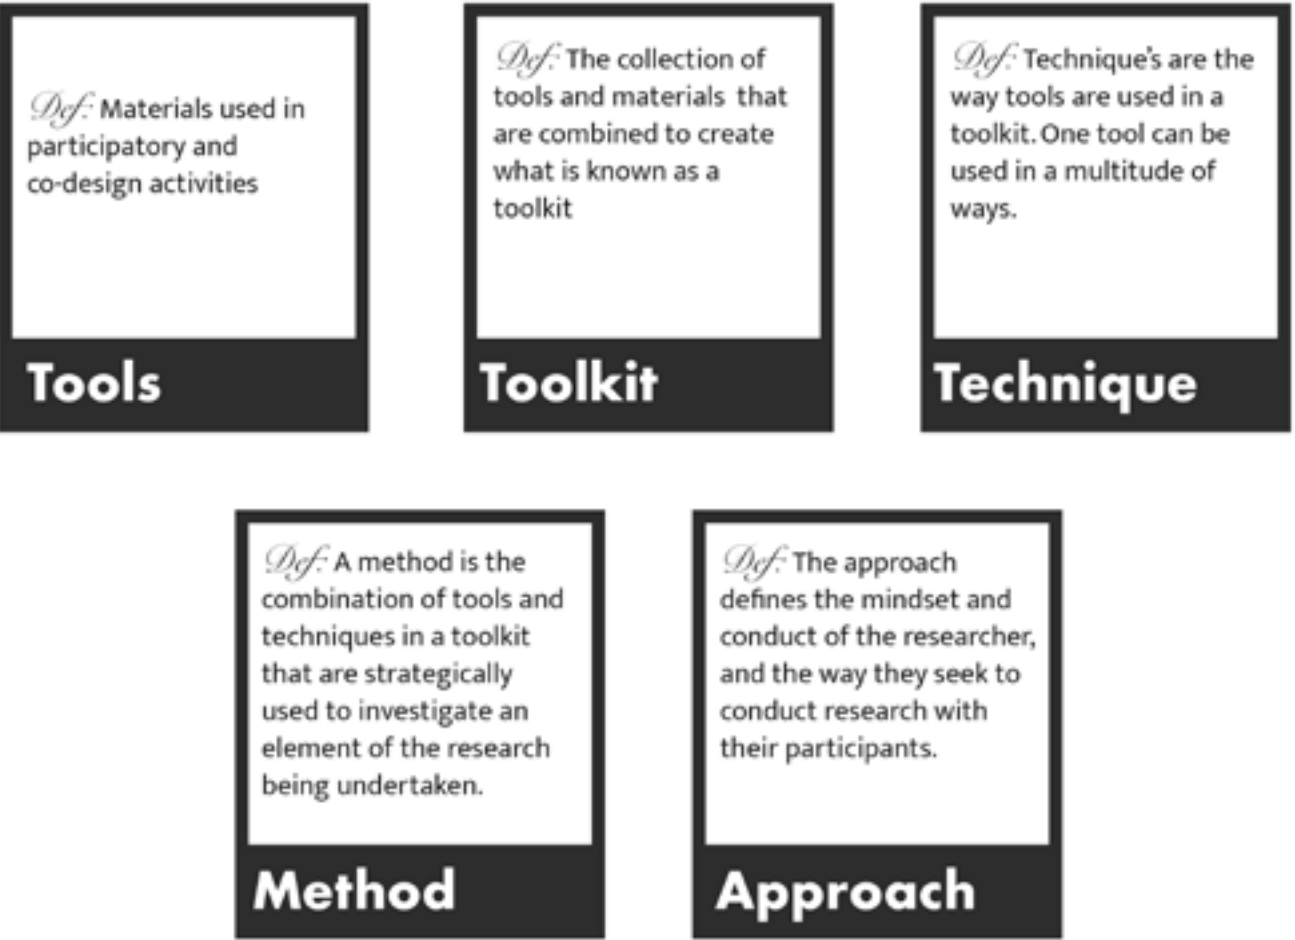 Def: Materials used in
participatory and
co-design activities
Tools
Def: The collection of
tools and materials that
are combined to create
what is known as a
toolkit
Toolkit
Def: Technique's are the
way tools are used in a
toolkit. One tool can be
used in a multitude of
ways.
Technique
Def: A method is the
combination of tools and
techniques in a toolkit
that are strategically
used to investigate an
element of the research
being undertaken.
Method
Def: The approach
defines the mindset and
conduct of the researcher,
and the way they seek to
conduct research with
their participants.
Approach